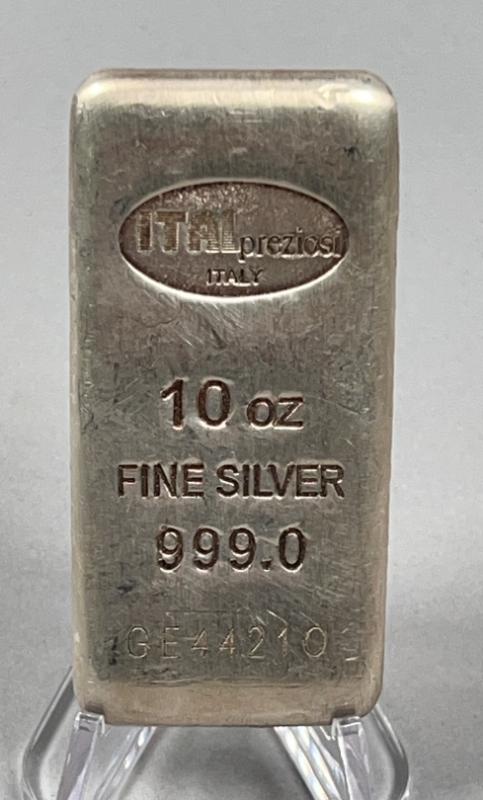 ITALpreziosi
ITALY
10 oz
FINE SILVER
999.0
GE44210